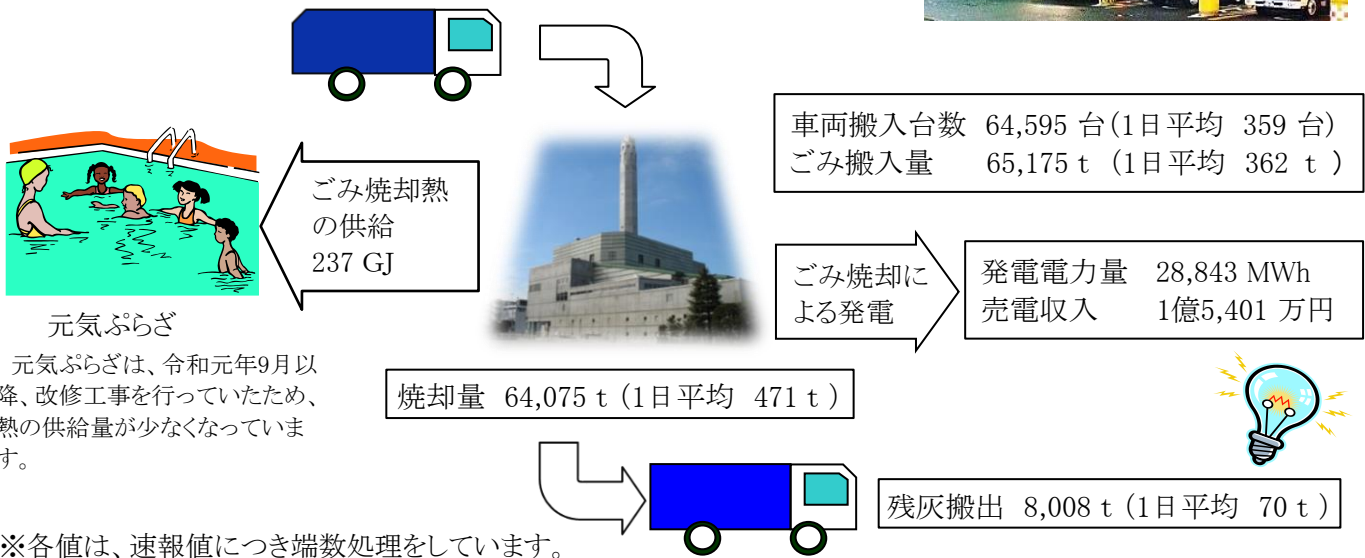 車両搬入台数 64,595 台(1日平均 359 台)
ごみ搬入量 65,175 t (1日平均 362 t )
ごみ焼却熱
の供給
237 GJ
ごみ焼却に
よる発電
発電電力量 28,843 MWh
売電収入 1億5,401 万円
元気ぷらざ
元気ぷらざは、令和元年9月以
降、改修工事を行っていたため、
熱の供給量が少なくなっていま
す。
焼却量 64,075 t (1日平均 471 t )
残灰搬出 8,008 t (1日平均 70 t )
※各値は、速報値につき端数処理をしています。